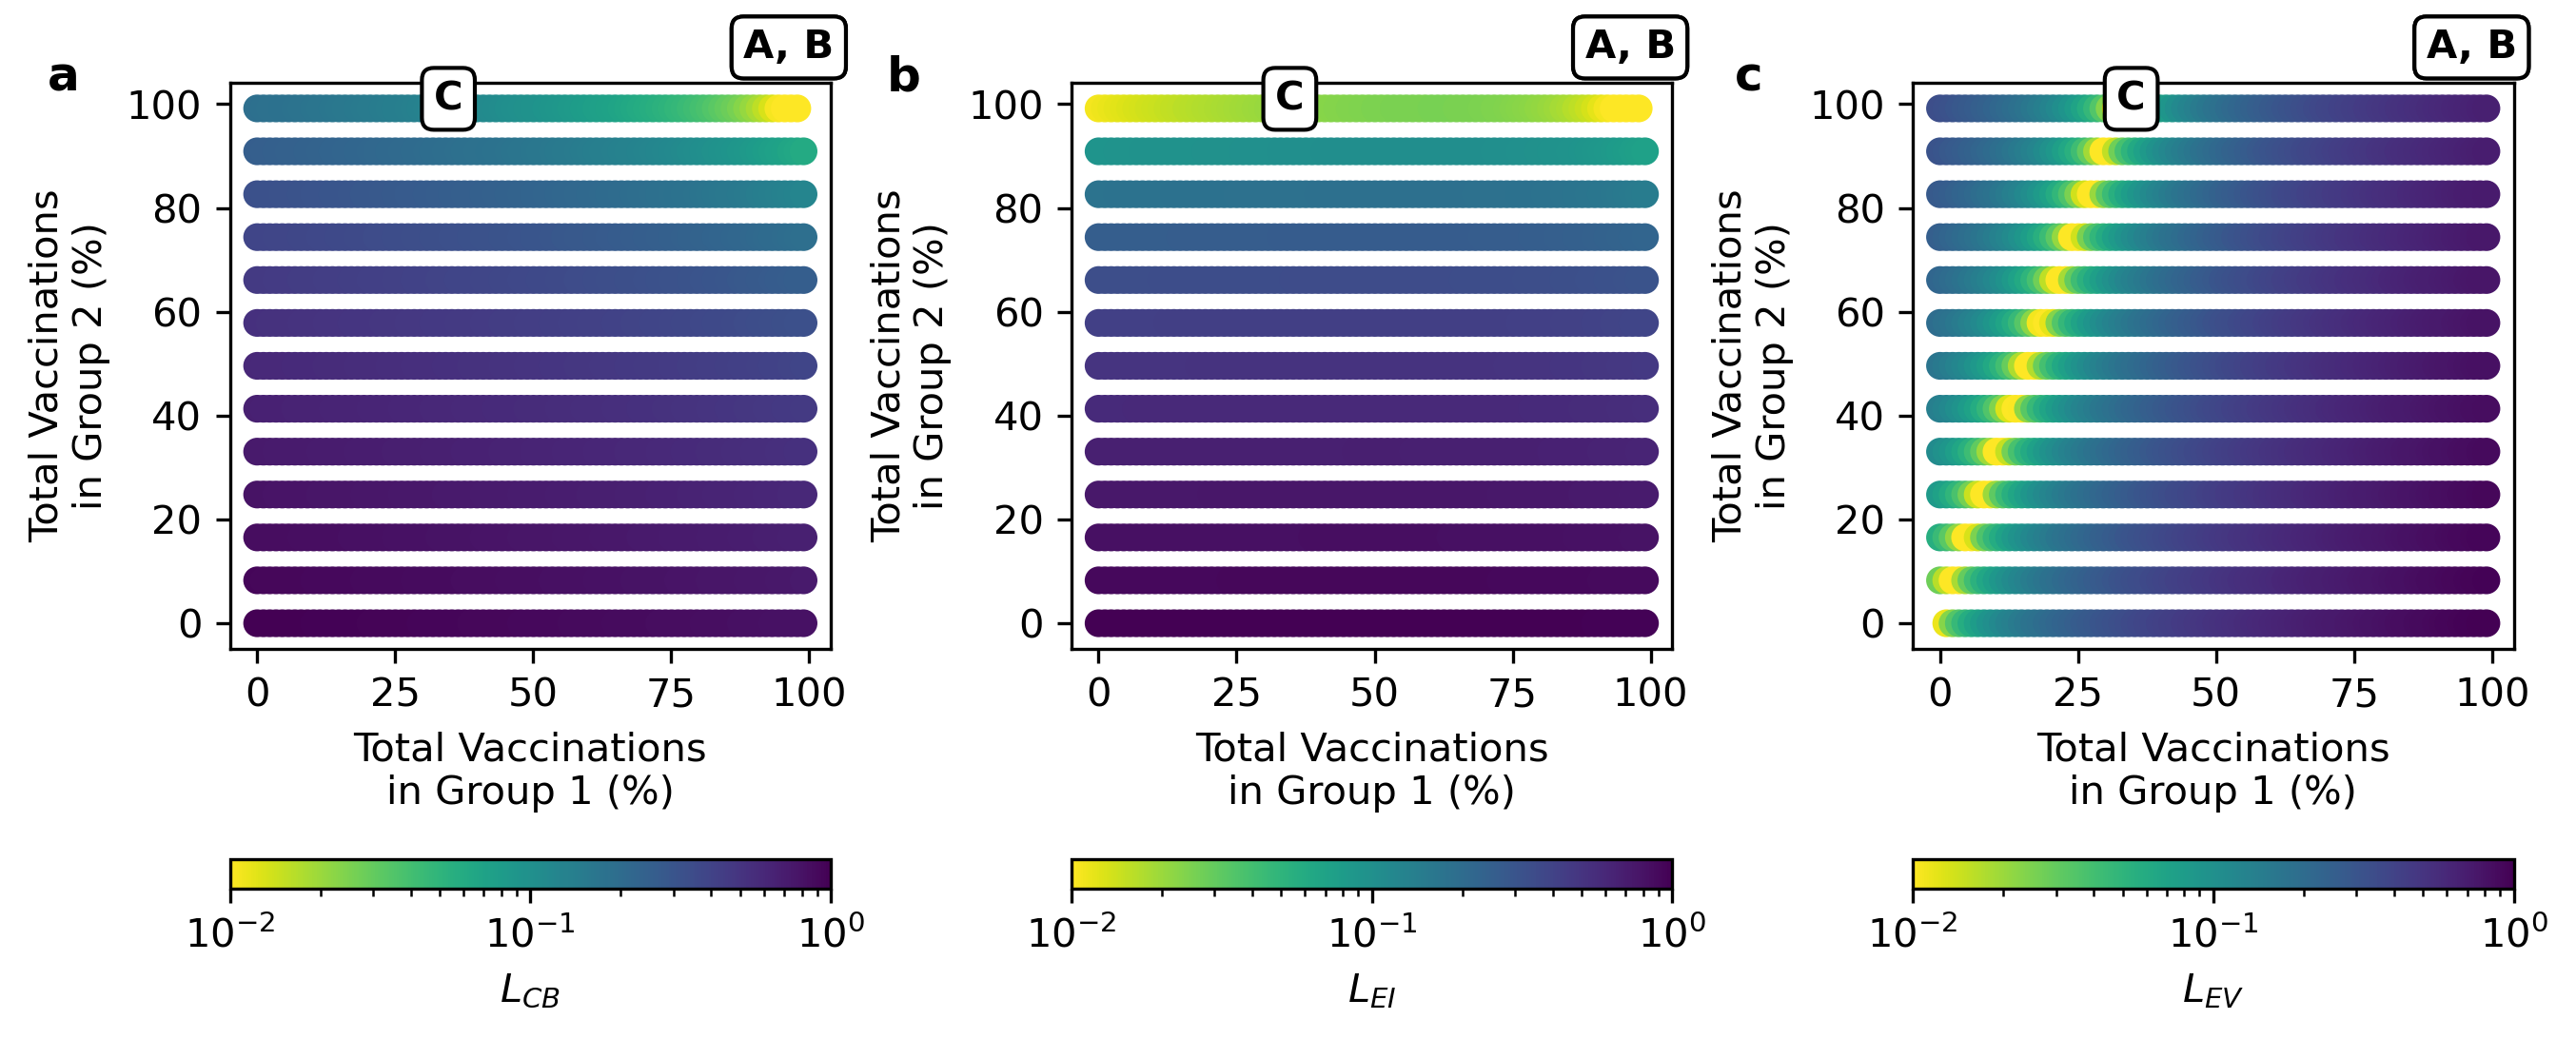 a
A, B
C
100
80
60
40
20
0
Total Vaccinations
in Group 2 (%)
0 25 50 75 100
Total Vaccinations
in Group 1 (%)
10⁻² 10⁻¹ 10⁰
L_CB
b
A, B
C
100
80
60
40
20
0
Total Vaccinations
in Group 2 (%)
0 25 50 75 100
Total Vaccinations
in Group 1 (%)
10⁻² 10⁻¹ 10⁰
L_EI
c
A, B
C
100
80
60
40
20
0
Total Vaccinations
in Group 2 (%)
0 25 50 75 100
Total Vaccinations
in Group 1 (%)
10⁻² 10⁻¹ 10⁰
L_EV